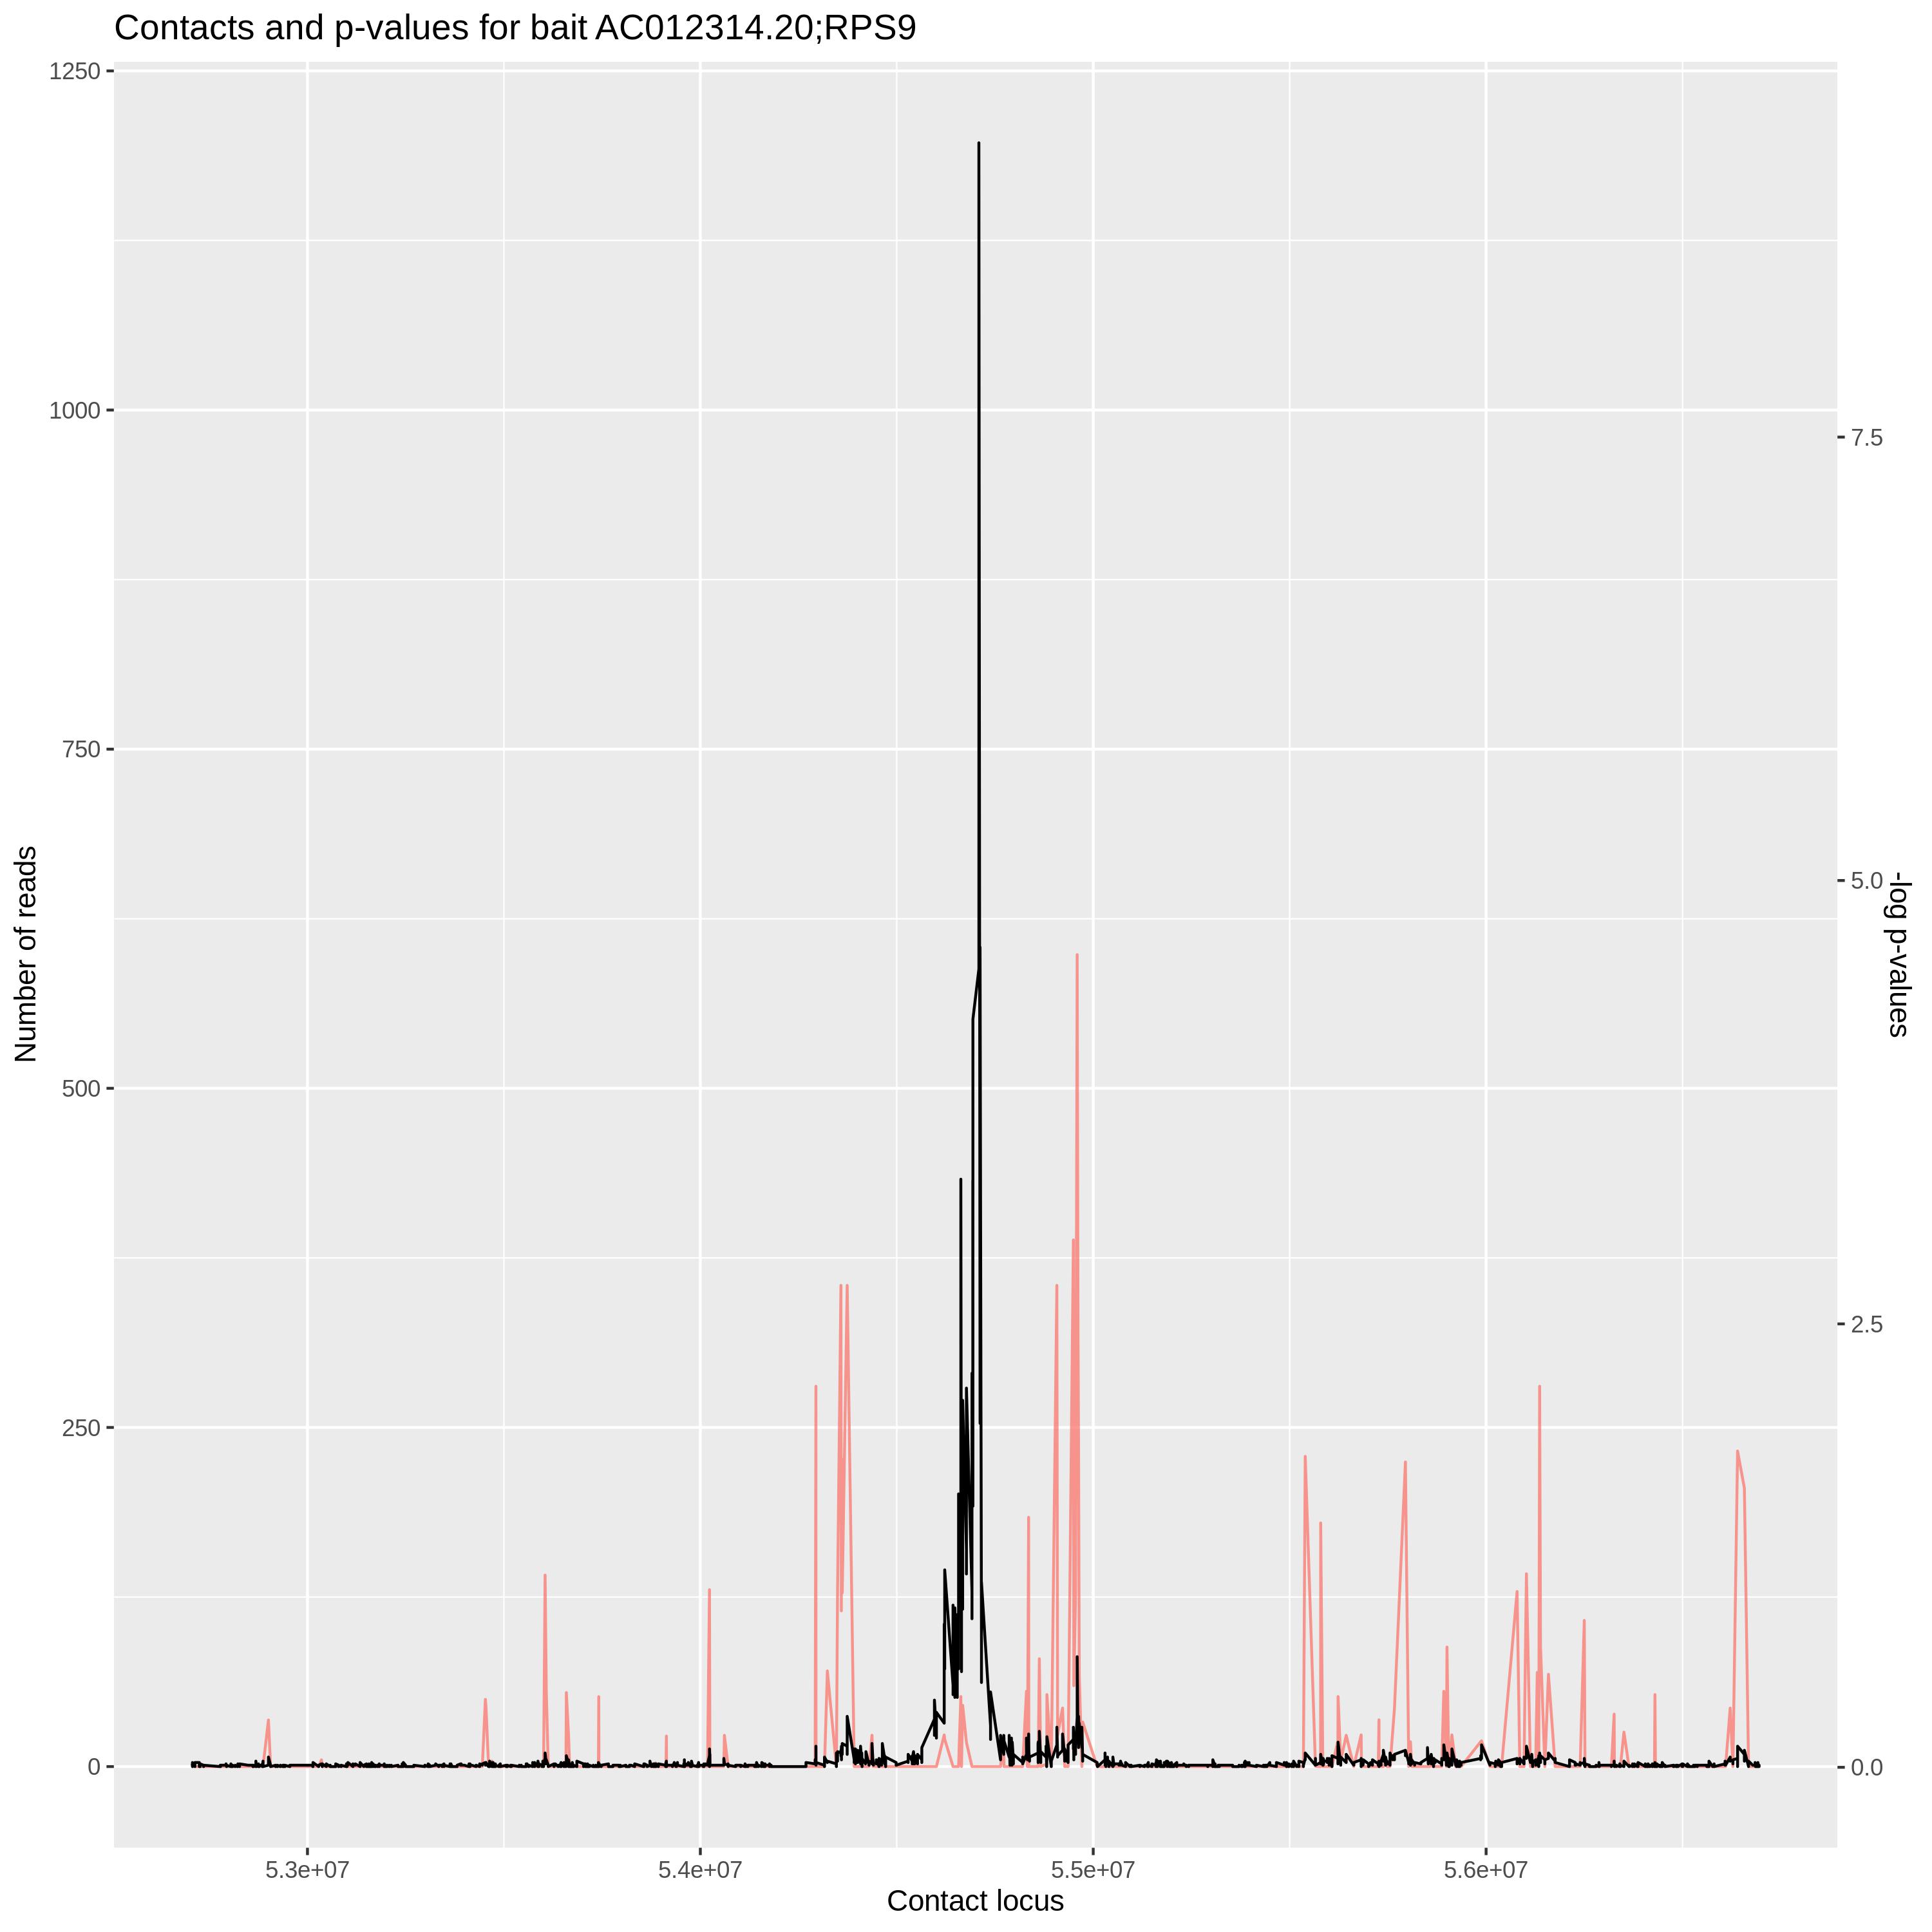 Contacts and p-values for bait AC012314.20;RPS9
1250
1000
750
500
250
0
Number of reads
7.5
5.0
2.5
0.0
-log p-values
5.3e+07
5.4e+07
5.5e+07
5.6e+07
Contact locus